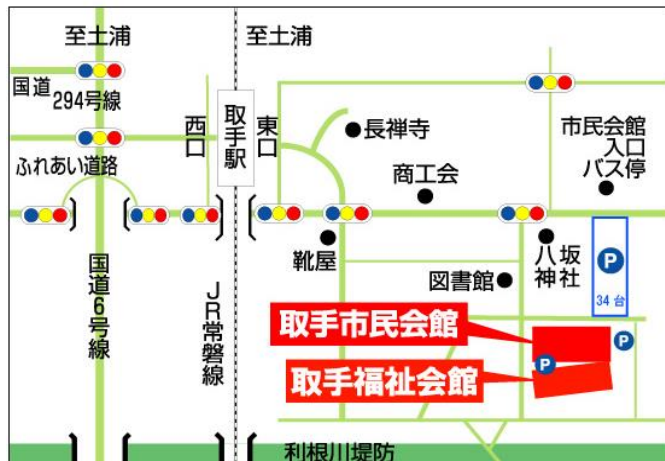 至土浦
至土浦
国道
294号線
ふれあい道路
西口
取手駅
東口
長禅寺
商工会
市民会館
入口
バス停
靴屋
図書館
八坂
神社
P
34台
国道6号線
JR常磐線
取手市民会館
P
P
取手福祉会館
利根川堤防